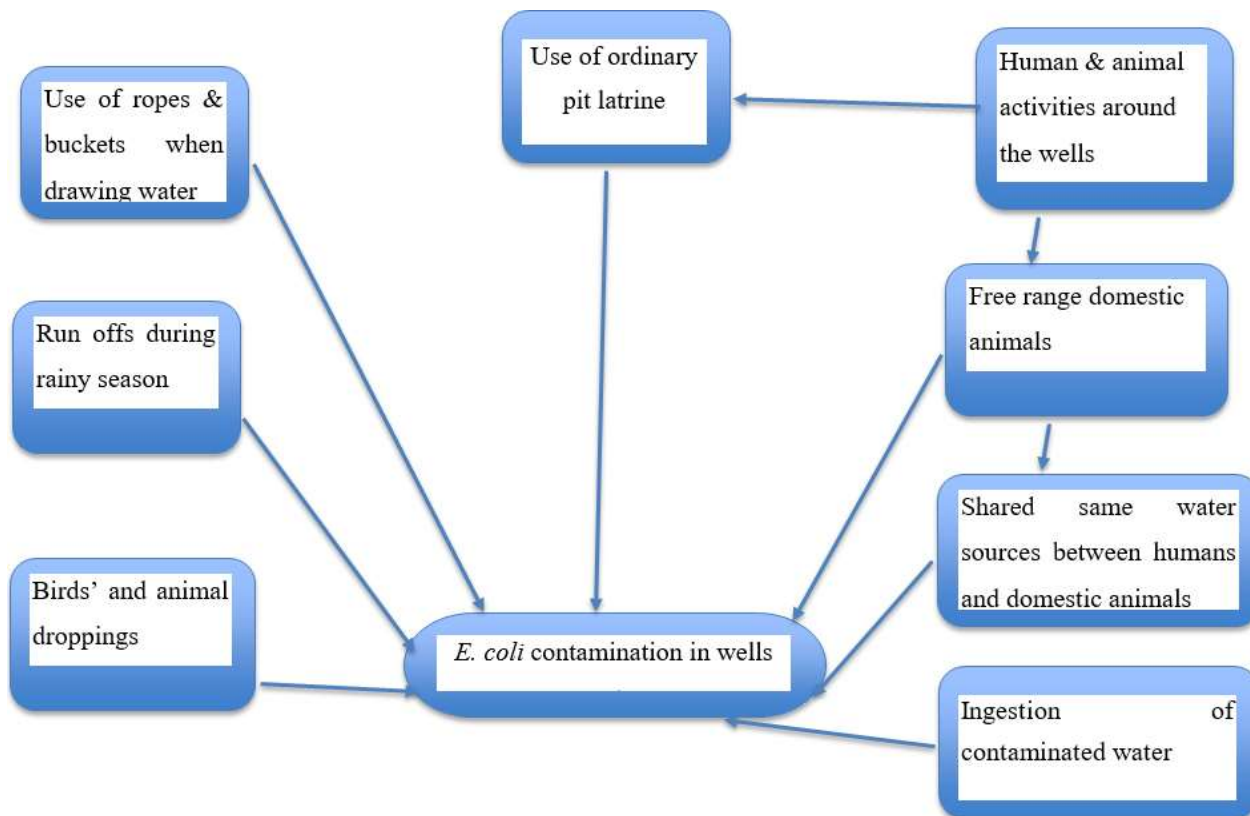 Use of ropes &
buckets when
drawing water
Use of ordinary
pit latrine
Human & animal
activities around
the wells
Run offs during
rainy season
Free range domestic
animals
Birds' and animal
droppings
Shared same water
sources between humans
and domestic animals
E. coli contamination in wells
Ingestion of
contaminated water